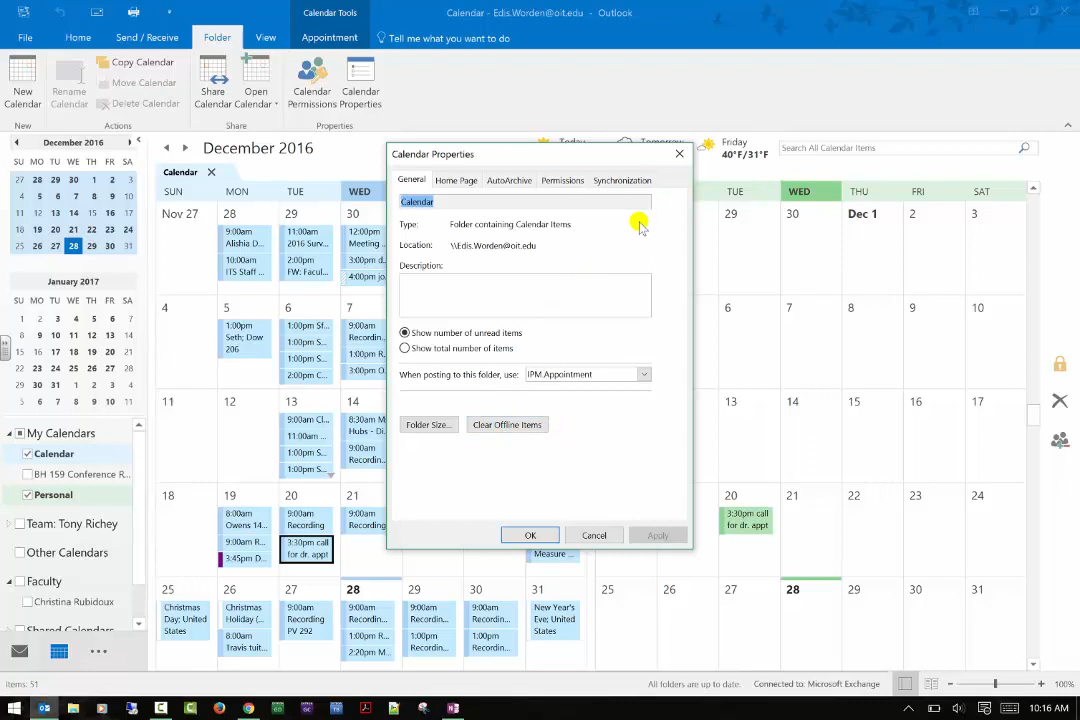 Calendar Tools
Calendar - Edis.Worden@oit.edu - Outlook
File Home Send / Receive Folder View Appointment Tell me what you want to do
New Calendar
Rename Calendar
Copy Calendar
Move Calendar
Delete Calendar
Share Calendar
Open Calendar
Calendar Permissions
Calendar Properties
New Actions Share Properties
December 2016
SU MO TU WE TH FR SA
27 28 29 30 1 2 3
4 5 6 7 8 9 10
11 12 13 14 15 16 17
18 19 20 21 22 23 24
25 26 27 28 29 30 31
January 2017
SU MO TU WE TH FR SA
1 2 3 4 5 6 7
8 9 10 11 12 13 14
15 16 17 18 19 20 21
22 23 24 25 26 27 28
29 30 31 1 2 3 4
5 6 7 8 9 10 11
My Calendars
Calendar
BH 159 Conference R...
Personal
Team: Tony Richey
Other Calendars
Faculty
Christina Rubidoux
Shared Calendars
December 2016
Today
Tomorrow
Friday
40°F/31°F
Search All Calendar Items
Calendar
SUN MON TUE WED
TUE WED THU FRI SAT
Nov 27 28 29 30
9:00am Alishia D...
10:00am ITS Staff ...
9:00am 2016 Surv...
2:00pm FW: Facul...
12:00pm Meeting ...
3:00pm d...
4:00pm jo...
29 30 Dec 1 2 3
4 5 6 7
1:00pm Seth; Dow 206
1:00pm Sf...
1:00pm S...
1:00pm S...
2:00pm C...
9:00am Recordin...
1:00pm R...
3:00pm O...
6 7 8 9 10
11 12 13 14
9:00am Cl...
11:00am ...
1:00pm S...
1:00pm S...
8:30am M... Hubs - Di...
9:00am Recordin...
13 14 15 16 17
18 19 20 21
8:00am Owens 14...
9:00am R...
3:45pm D...
9:00am Recording
3:30pm call for dr. appt
9:00am Recordin...
Measure ...
20 21 22 23 24
3:30pm call for dr. appt
25 26 27 28 29 30 31
Christmas Day; United States
Christmas Holiday (...
8:00am Travis tuit...
9:00am Recording PV 292
9:00am Recordin...
1:00pm R...
2:20pm M...
9:00am Recordin...
1:00pm Recordin...
9:00am Recordin...
1:00pm Recordin...
New Year's Eve; United States
25 26 27 28 29 30 31
Calendar Properties
General Home Page AutoArchive Permissions Synchronization
Calendar
Type: Folder containing Calendar Items
Location: \\Edis.Worden@oit.edu
Description:
Show number of unread items
Show total number of items
When posting to this folder, use: IPM.Appointment
Folder Size... Clear Offline Items
OK Cancel Apply
Items: 51
All folders are up to date. Connected to: Microsoft Exchange
100%
10:16 AM